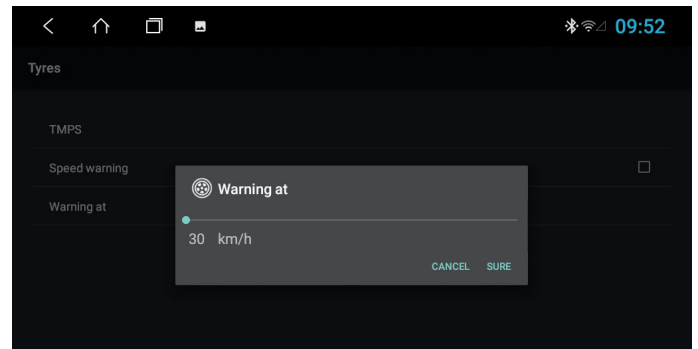 09:52
Tyres
TMPS
Speed warning
Warning at
Warning at
30 km/h
CANCEL SURE